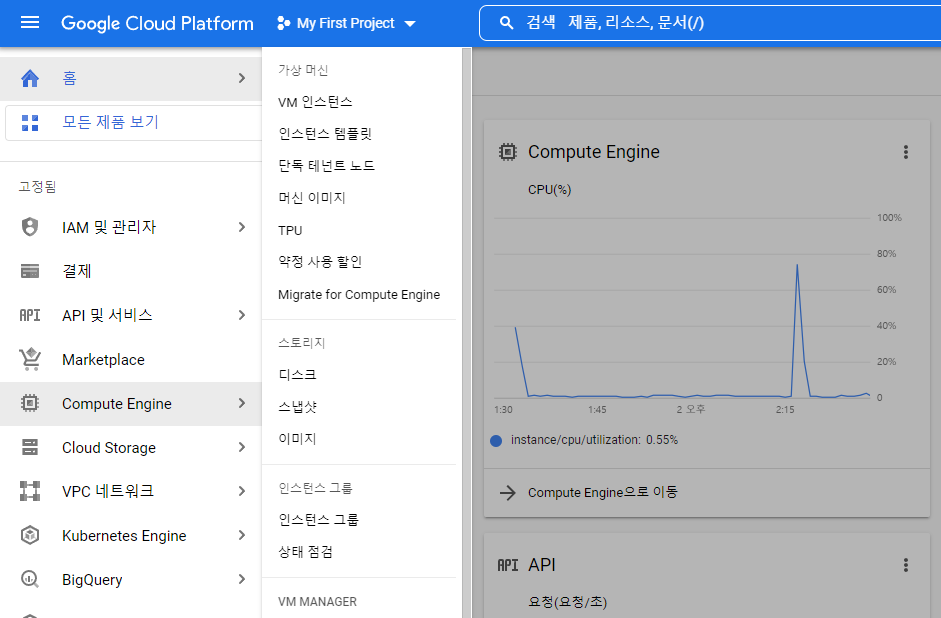 Google Cloud Platform
My First Project
검색 제품, 리소스, 문서(/)
홈
모든 제품 보기
고정됨
IAM 및 관리자
결제
API API 및 서비스
Marketplace
Compute Engine
Cloud Storage
VPC 네트워크
Kubernetes Engine
BigQuery
가상 머신
VM 인스턴스
인스턴스 템플릿
단독 테넌트 노드
머신 이미지
TPU
약정 사용 할인
Migrate for Compute Engine
스토리지
디스크
스냅샷
이미지
인스턴스 그룹
인스턴스 그룹
상태 점검
VM MANAGER
Compute Engine
CPU(%)
100%
80%
60%
40%
20%
0
1:30 1:45 2 오후 2:15
instance/cpu/utilization: 0.55%
Compute Engine으로 이동
API API
요청(요청/초)